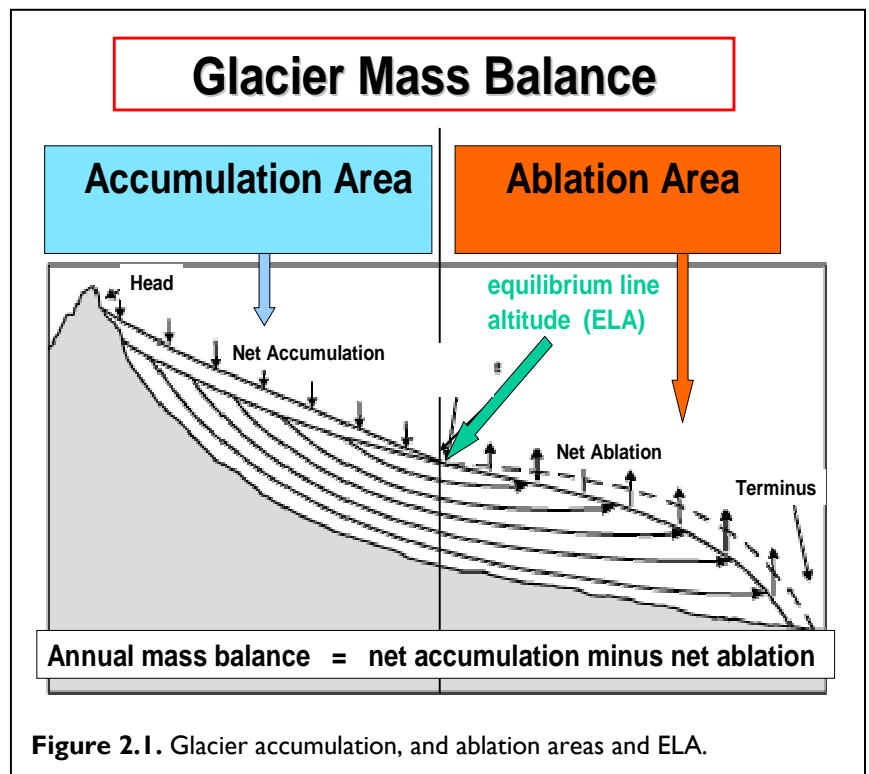 Glacier Mass Balance
Accumulation Area
Ablation Area
Head
equilibrium line
altitude (ELA)
Net Accumulation
Net Ablation
Terminus
Annual mass balance = net accumulation minus net ablation
Figure 2.1. Glacier accumulation, and ablation areas and ELA.